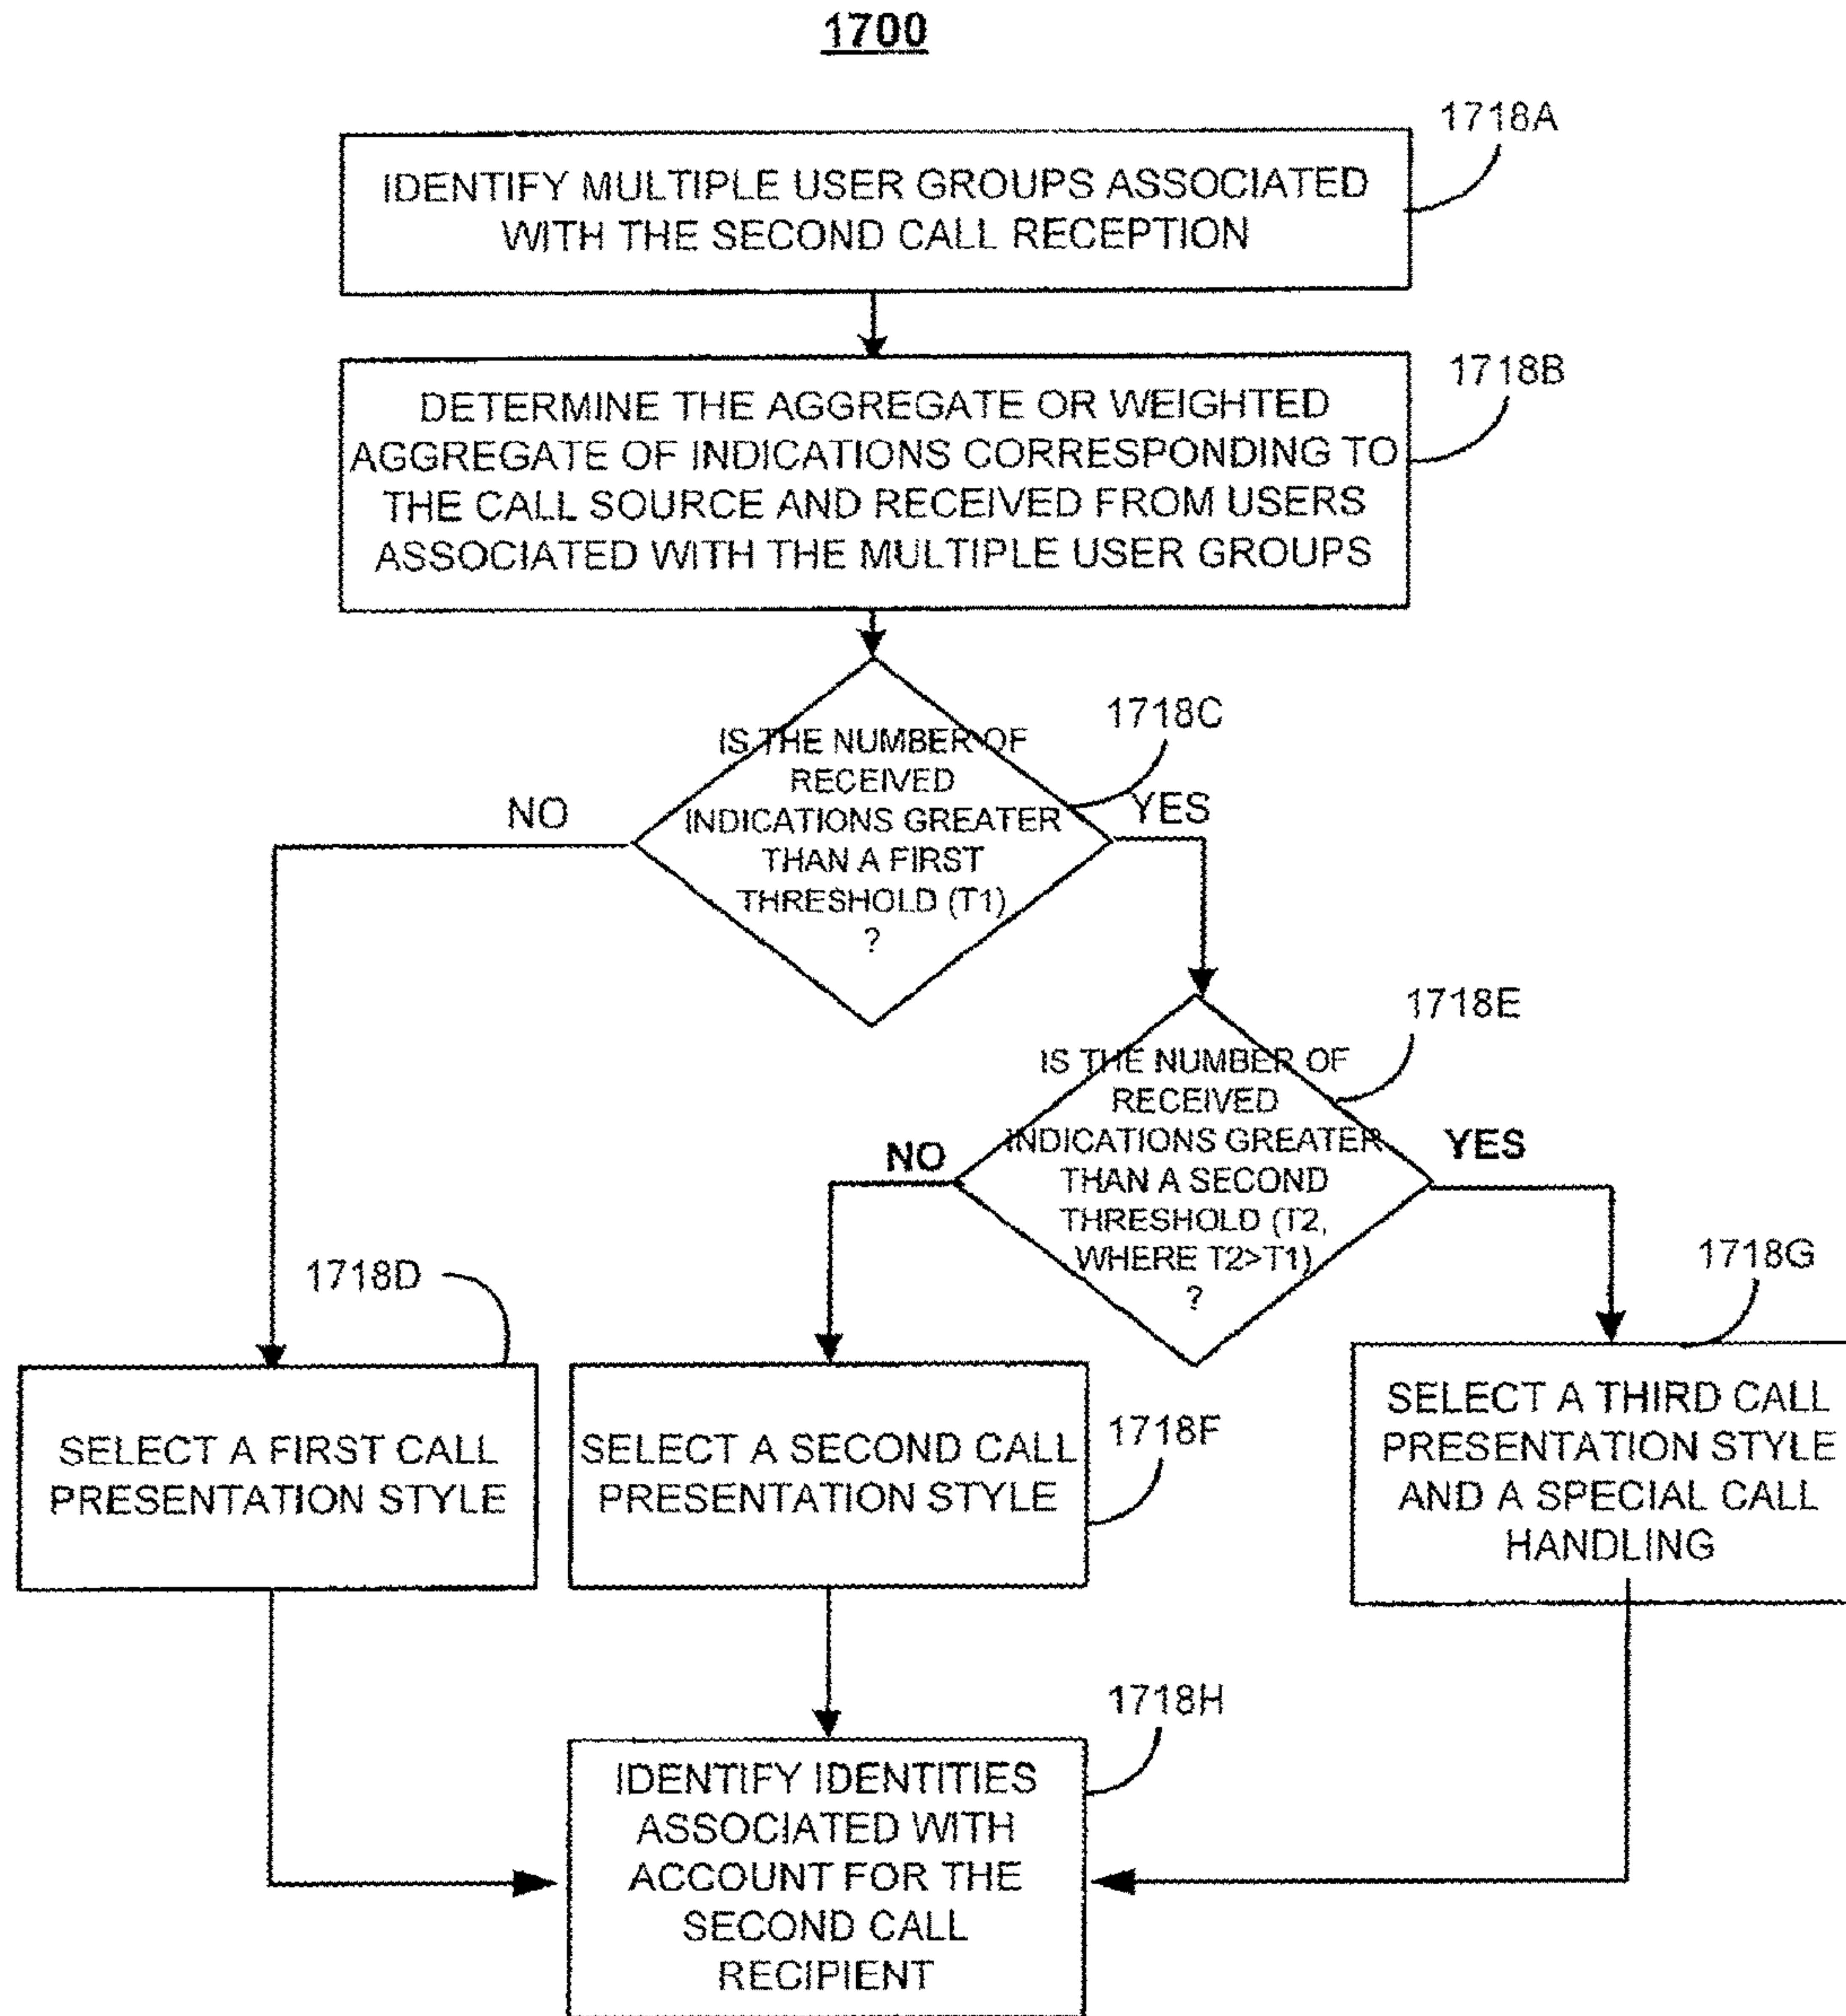 1700
1718A
IDENTIFY MULTIPLE USER GROUPS ASSOCIATED
WITH THE SECOND CALL RECEPTION
1718B
DETERMINE THE AGGREGATE OR WEIGHTED
AGGREGATE OF INDICATIONS CORRESPONDING TO
THE CALL SOURCE AND RECEIVED FROM USERS
ASSOCIATED WITH THE MULTIPLE USER GROUPS
1718C
IS THE NUMBER OF
RECEIVED
INDICATIONS GREATER
THAN A FIRST
THRESHOLD (T1)
?
NO
YES
1718E
IS THE NUMBER OF
RECEIVED
INDICATIONS GREATER
THAN A SECOND
THRESHOLD (T2,
WHERE T2>T1)
?
NO
YES
1718D
SELECT A FIRST CALL
PRESENTATION STYLE
1718F
SELECT A SECOND CALL
PRESENTATION STYLE
1718G
SELECT A THIRD CALL
PRESENTATION STYLE
AND A SPECIAL CALL
HANDLING
1718H
IDENTIFY IDENTITIES
ASSOCIATED WITH
ACCOUNT FOR THE
SECOND CALL
RECIPIENT